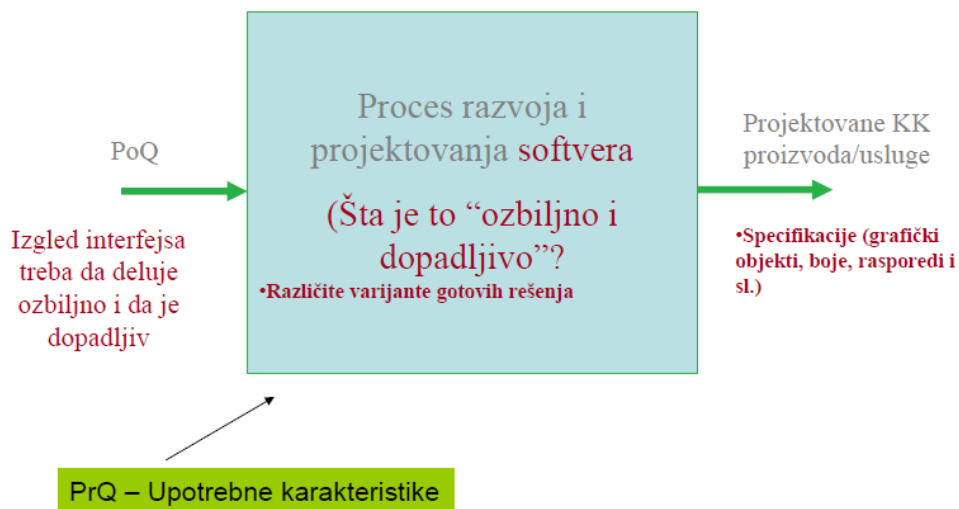 PoQ
Izgled interfejsa
treba da deluje
ozbiljno i da je
dopadljiv
Proces razvoja i
projektovanja softvera
(Šta je to “ozbiljno i
dopadljivo”?
•Različite varijante gotovih rešenja
Projektovane KK
proizvoda/usluge
•Specifikacije (grafički
objekti, boje, rasporedi i
sl.)
PrQ – Upotrebne karakteristike